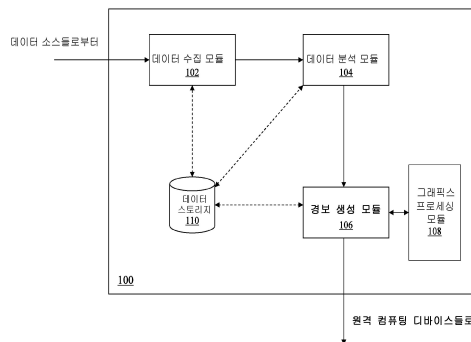 데이터 소스들로부터
데이터 수집 모듈
102
데이터 분석 모듈
104
데이터
스토리지
110
경보 생성 모듈
106
그래픽스
프로세싱
모듈
108
100
원격 컴퓨팅 디바이스들로